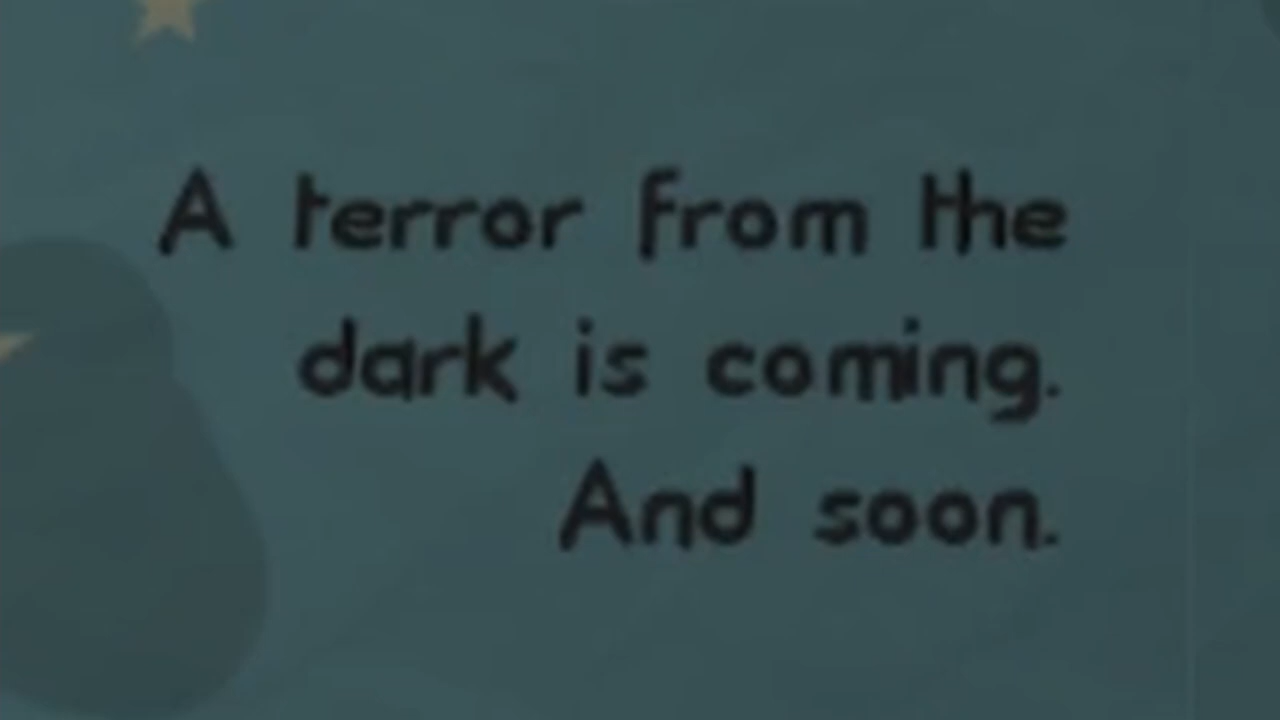 A terror from the
dark is coming.
And soon.